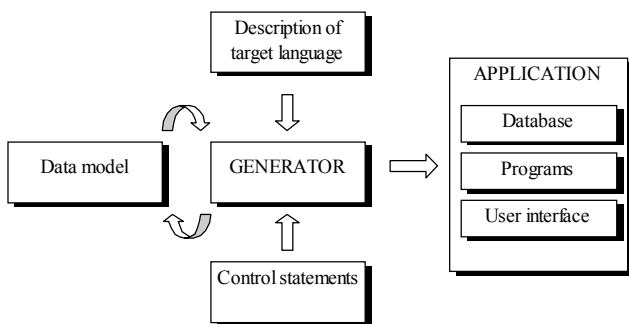 Description of
target language
APPLICATION
Database
Data model
GENERATOR
Programs
User interface
Control statements